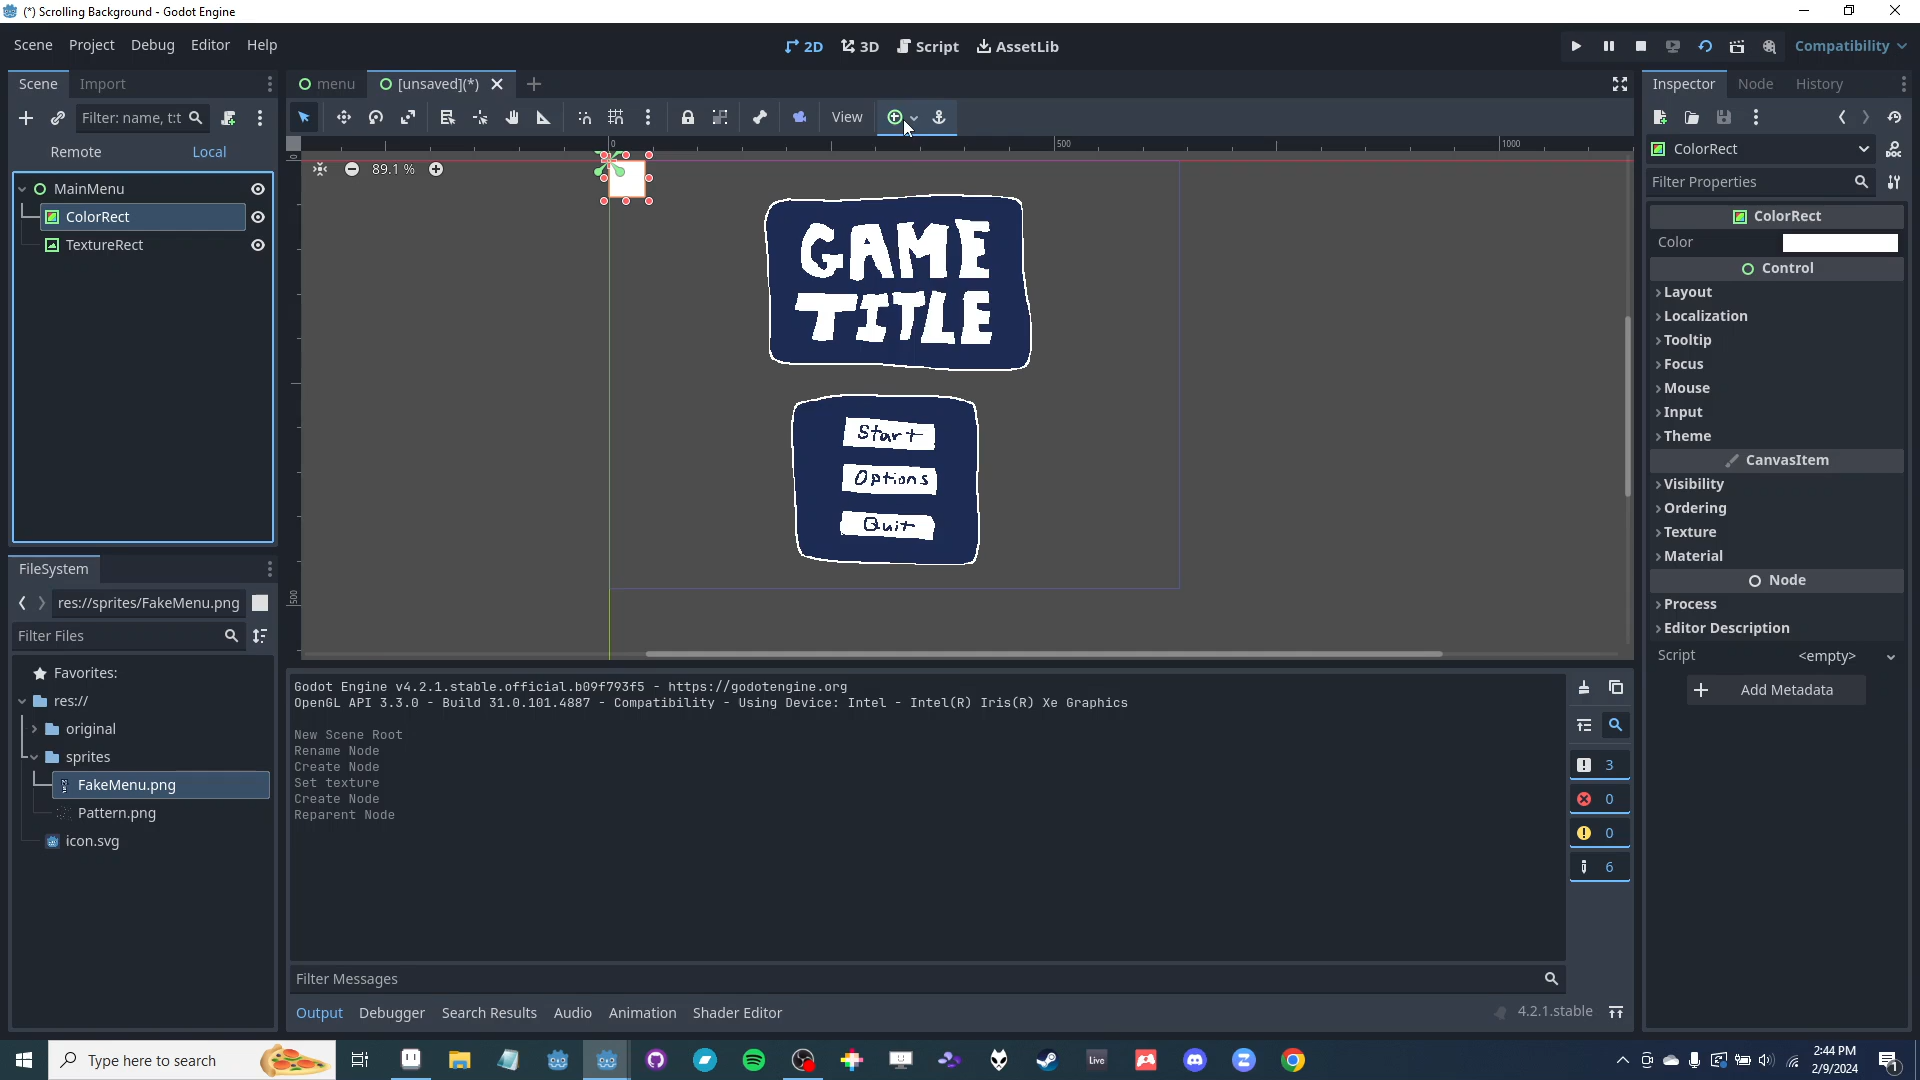 (*) Scrolling Background - Godot Engine
Scene Project Debug Editor Help
2D 3D Script AssetLib
Compatibility
Scene Import
menu [unsaved](*)
Inspector Node History
Filter: name, t:t
View
Remote Local
ColorRect
0 500 1000
89.1 %
Filter Properties
MainMenu
ColorRect
TextureRect
GAME
TITLE
Start
Options
Quit
0
500
ColorRect
Color
Control
Layout
Localization
Tooltip
Focus
Mouse
Input
Theme
CanvasItem
Visibility
Ordering
Texture
Material
Node
Process
Editor Description
Script <empty>
Add Metadata
FileSystem
res://sprites/FakeMenu.png
Filter Files
Favorites:
res://
original
sprites
FakeMenu.png
Pattern.png
icon.svg
Godot Engine v4.2.1.stable.official.b09f793f5 - https://godotengine.org
OpenGL API 3.3.0 - Build 31.0.101.4887 - Compatibility - Using Device: Intel - Intel(R) Iris(R) Xe Graphics
New Scene Root
Rename Node
Create Node
Set texture
Create Node
Reparent Node
3
0
0
6
Filter Messages
Output Debugger Search Results Audio Animation Shader Editor
4.2.1.stable
Type here to search
Live
2:44 PM
2/9/2024
1